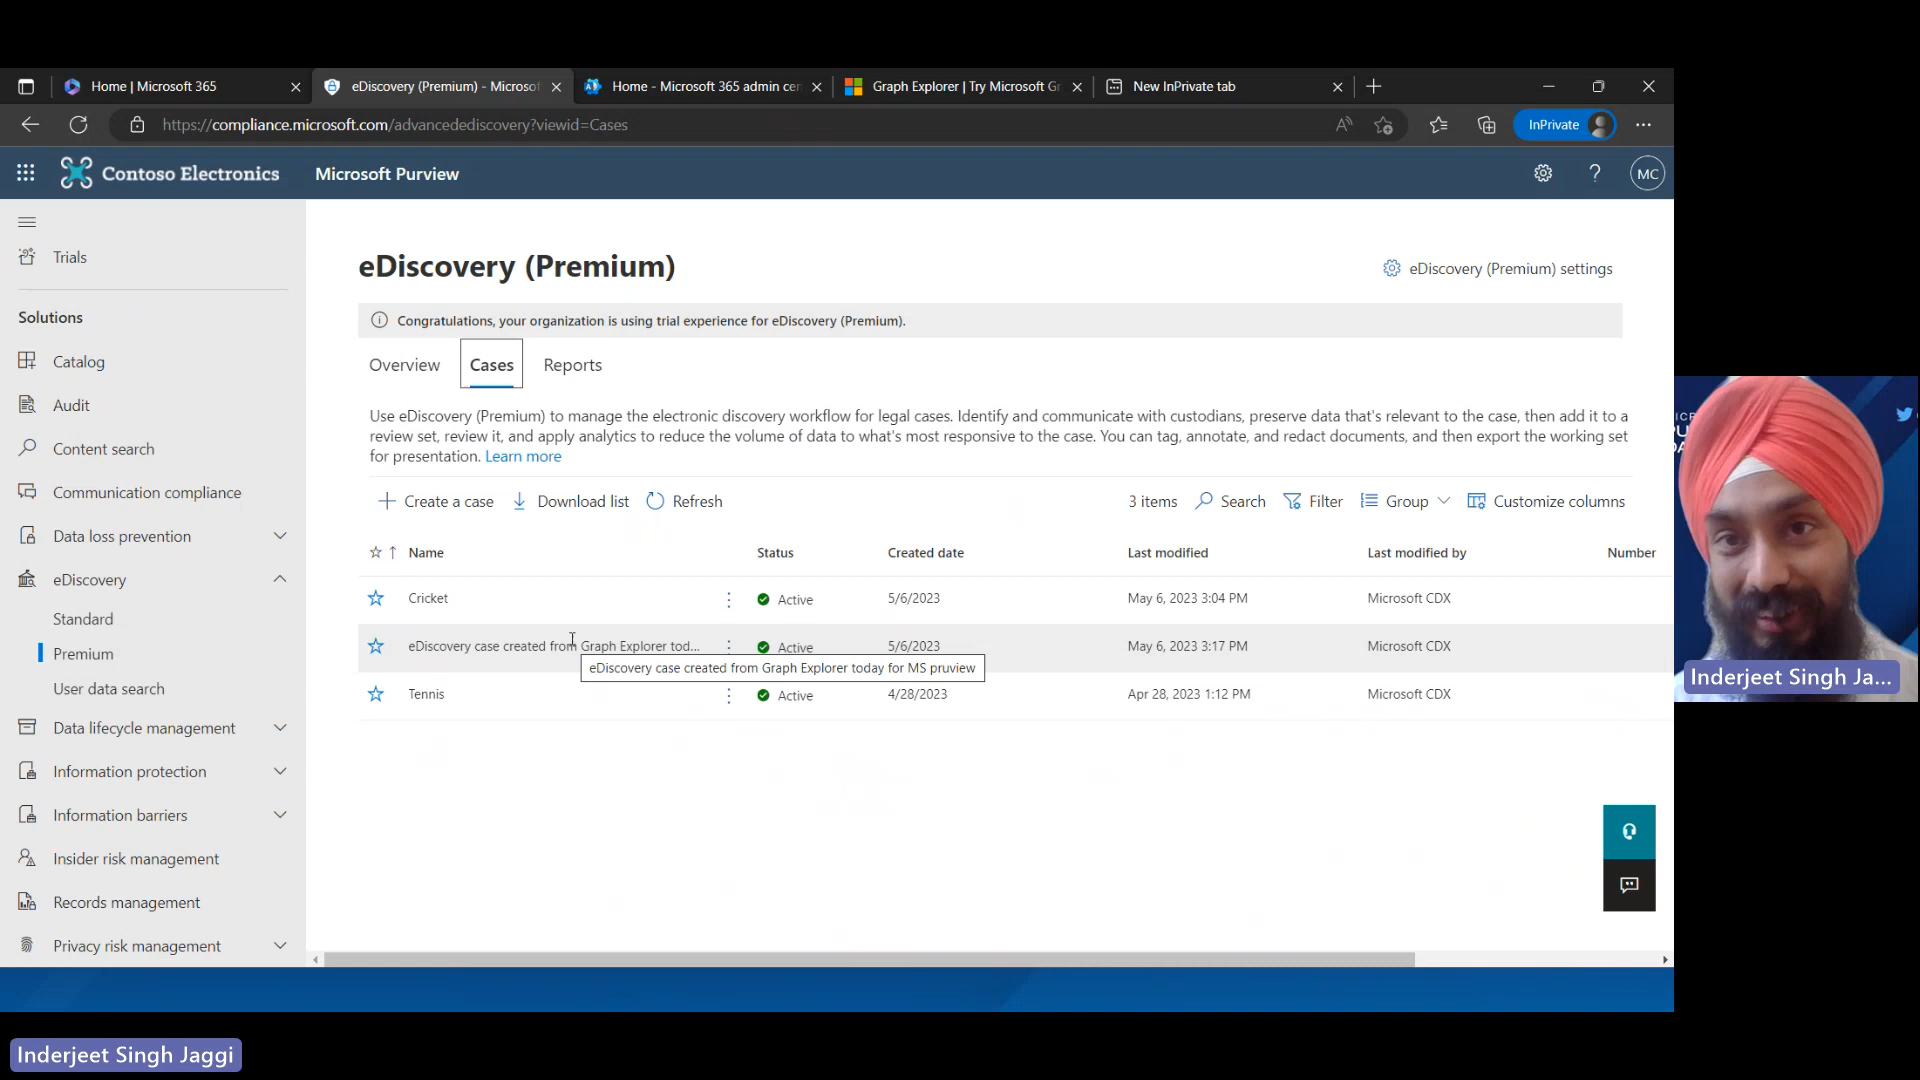 Home | Microsoft 365
eDiscovery (Premium) - Microsof
Home - Microsoft 365 admin cen
Graph Explorer | Try Microsoft Gr
New InPrivate tab
https://compliance.microsoft.com/advancedediscovery?viewid=Cases
InPrivate
Contoso Electronics
Microsoft Purview
MC
Trials
Solutions
Catalog
Audit
Content search
Communication compliance
Data loss prevention
eDiscovery
Standard
Premium
User data search
Data lifecycle management
Information protection
Information barriers
Insider risk management
Records management
Privacy risk management
eDiscovery (Premium)
eDiscovery (Premium) settings
Congratulations, your organization is using trial experience for eDiscovery (Premium).
Overview Cases Reports
Use eDiscovery (Premium) to manage the electronic discovery workflow for legal cases. Identify and communicate with custodians, preserve data that's relevant to the case, then add it to a
review set, review it, and apply analytics to reduce the volume of data to what's most responsive to the case. You can tag, annotate, and redact documents, and then export the working set
for presentation. Learn more
Create a case Download list Refresh 3 items Search Filter Group Customize columns
Name Status Created date Last modified Last modified by Number
Cricket Active 5/6/2023 May 6, 2023 3:04 PM Microsoft CDX
eDiscovery case created from Graph Explorer tod... Active 5/6/2023 May 6, 2023 3:17 PM Microsoft CDX
eDiscovery case created from Graph Explorer today for MS pruview
Tennis Active 4/28/2023 Apr 28, 2023 1:12 PM Microsoft CDX
Inderjeet Singh Ja...
Inderjeet Singh Jaggi